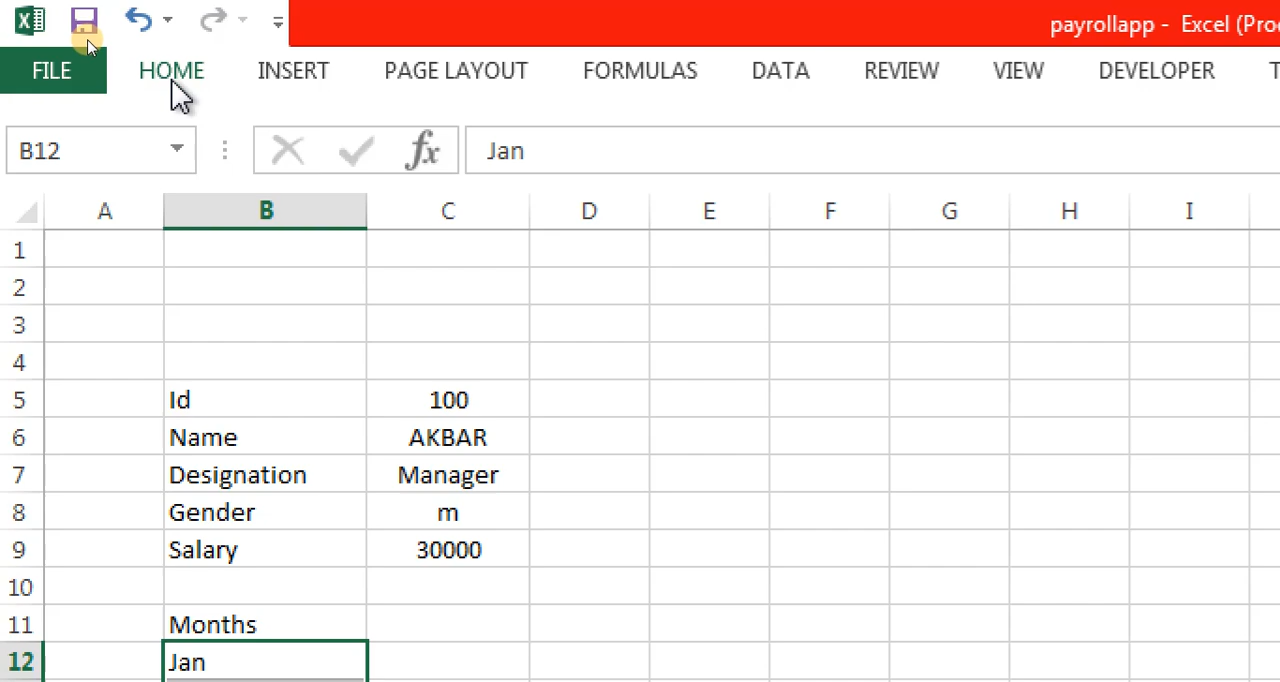 payrollapp - Excel (Pro
FILE HOME INSERT PAGE LAYOUT FORMULAS DATA REVIEW VIEW DEVELOPER T
B12 fx Jan
A B C D E F G H I
1
2
3
4
5 Id 100
6 Name AKBAR
7 Designation Manager
8 Gender m
9 Salary 30000
10
11 Months
12 Jan